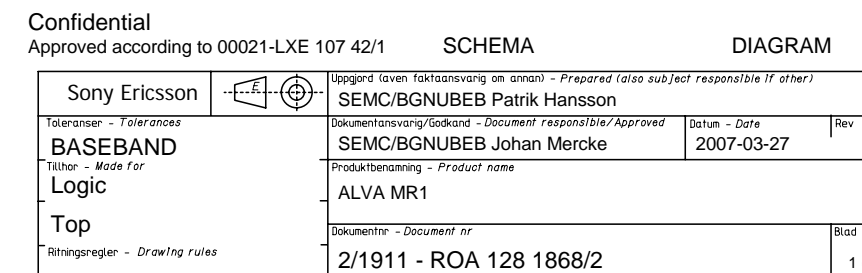 Confidential
Approved according to 00021-LXE 107 42/1 SCHEMA DIAGRAM
Sony Ericsson E
Uppgjord (aven faktaansvarig om annan) - Prepared (also subject responsible if other)
SEMC/BGNUBEB Patrik Hansson
Toleranser - Tolerances
BASEBAND
Dokumentansvarig/Godkand - Document responsible/Approved
SEMC/BGNUBEB Johan Mercke
Datum - Date
2007-03-27
Rev
Tillhor - Made for
Logic
Top
Produktbenamning - Product name
ALVA MR1
Ritningsregler - Drawing rules
Dokumentnr - Document nr
2/1911 - ROA 128 1868/2
Blad
1